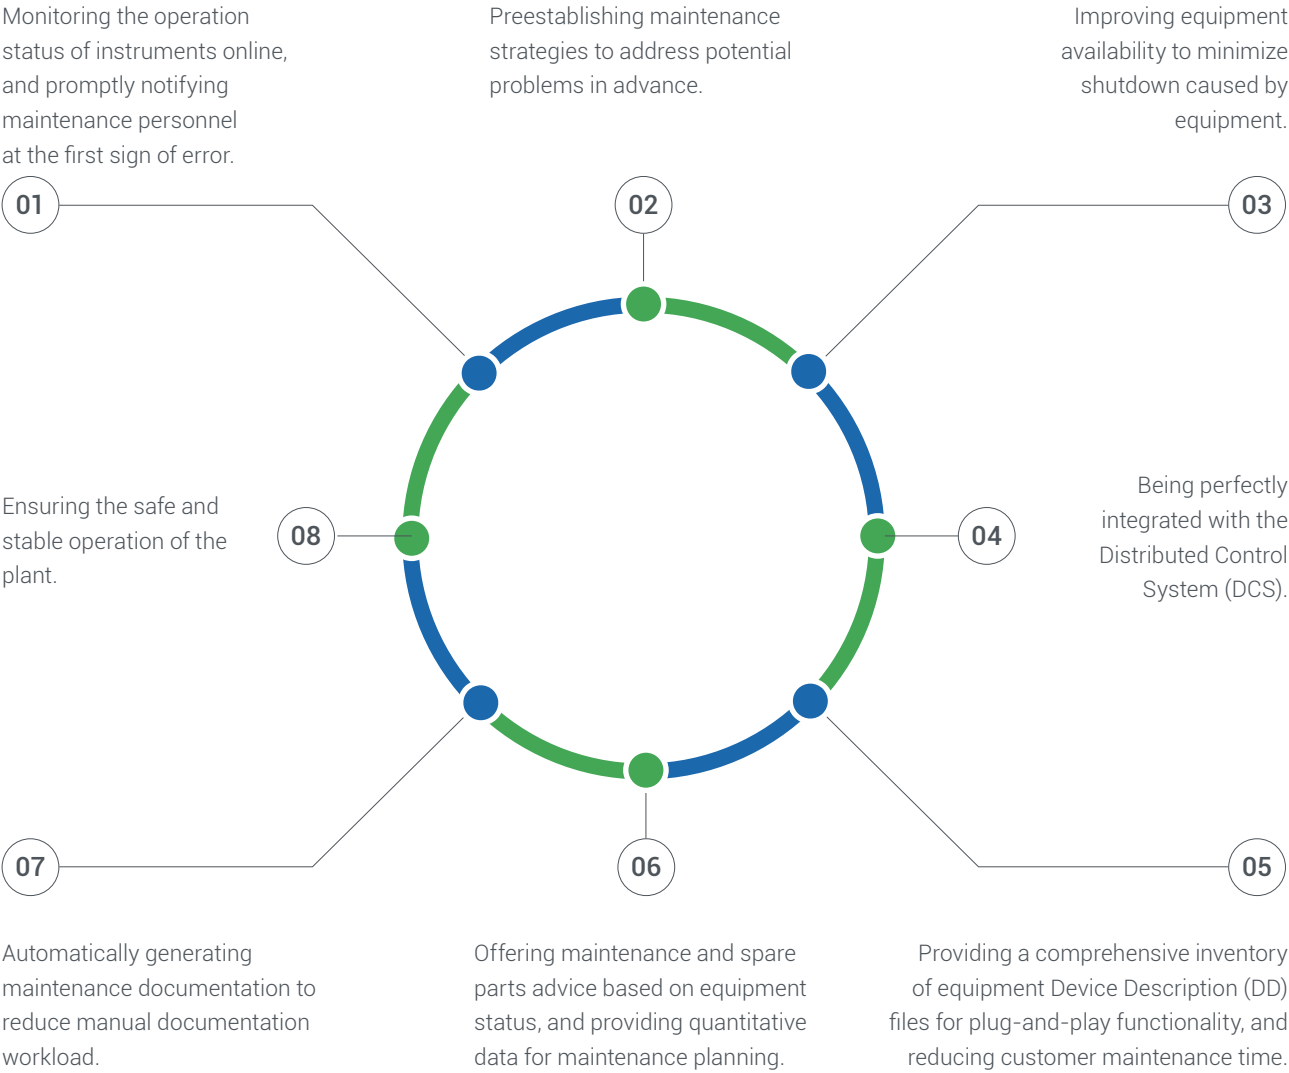 Monitoring the operation
status of instruments online,
and promptly notifying
maintenance personnel
at the first sign of error.
01
Preestablishing maintenance
strategies to address potential
problems in advance.
02
Improving equipment
availability to minimize
shutdown caused by
equipment.
03
Being perfectly
integrated with the
Distributed Control
System (DCS).
04
05
Providing a comprehensive inventory
of equipment Device Description (DD)
files for plug-and-play functionality, and
reducing customer maintenance time.
06
Offering maintenance and spare
parts advice based on equipment
status, and providing quantitative
data for maintenance planning.
07
Automatically generating
maintenance documentation to
reduce manual documentation
workload.
Ensuring the safe and
stable operation of the
plant.
08